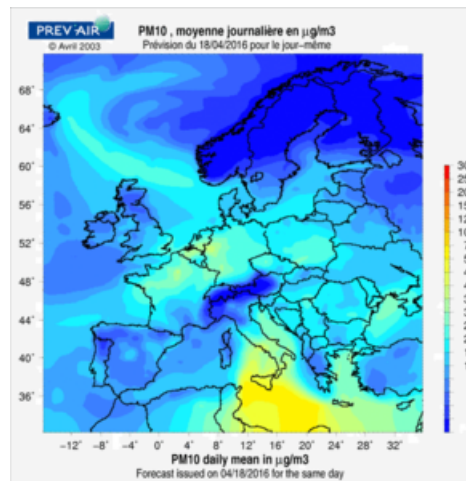 PREV'AIR
© Avril 2003
PM10 , moyenne journalière en µg/m3
Prévision du 18/04/2016 pour le jour-même
68°
64°
60°
56°
52°
48°
44°
40°
36°
-12° -8° -4° 0° 4° 8° 12° 16° 20° 24° 28° 32°
PM10 daily mean in µg/m3
Forecast issued on 04/18/2016 for the same day